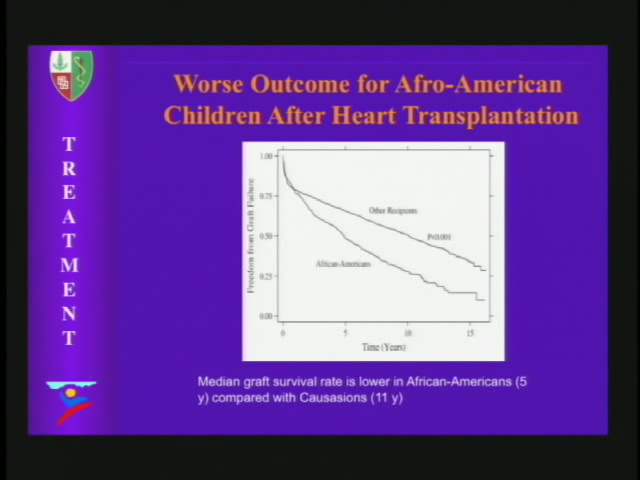 Worse Outcome for Afro-American
Children After Heart Transplantation
TREATMENT
1.00
0.75
0.50
0.25
0.00
Freedom from Graft Failure
Other Recipients
P<0.001
African-Americans
0 5 10 15
Time (Years)
Median graft survival rate is lower in African-Americans (5
y) compared with Causasions (11 y)